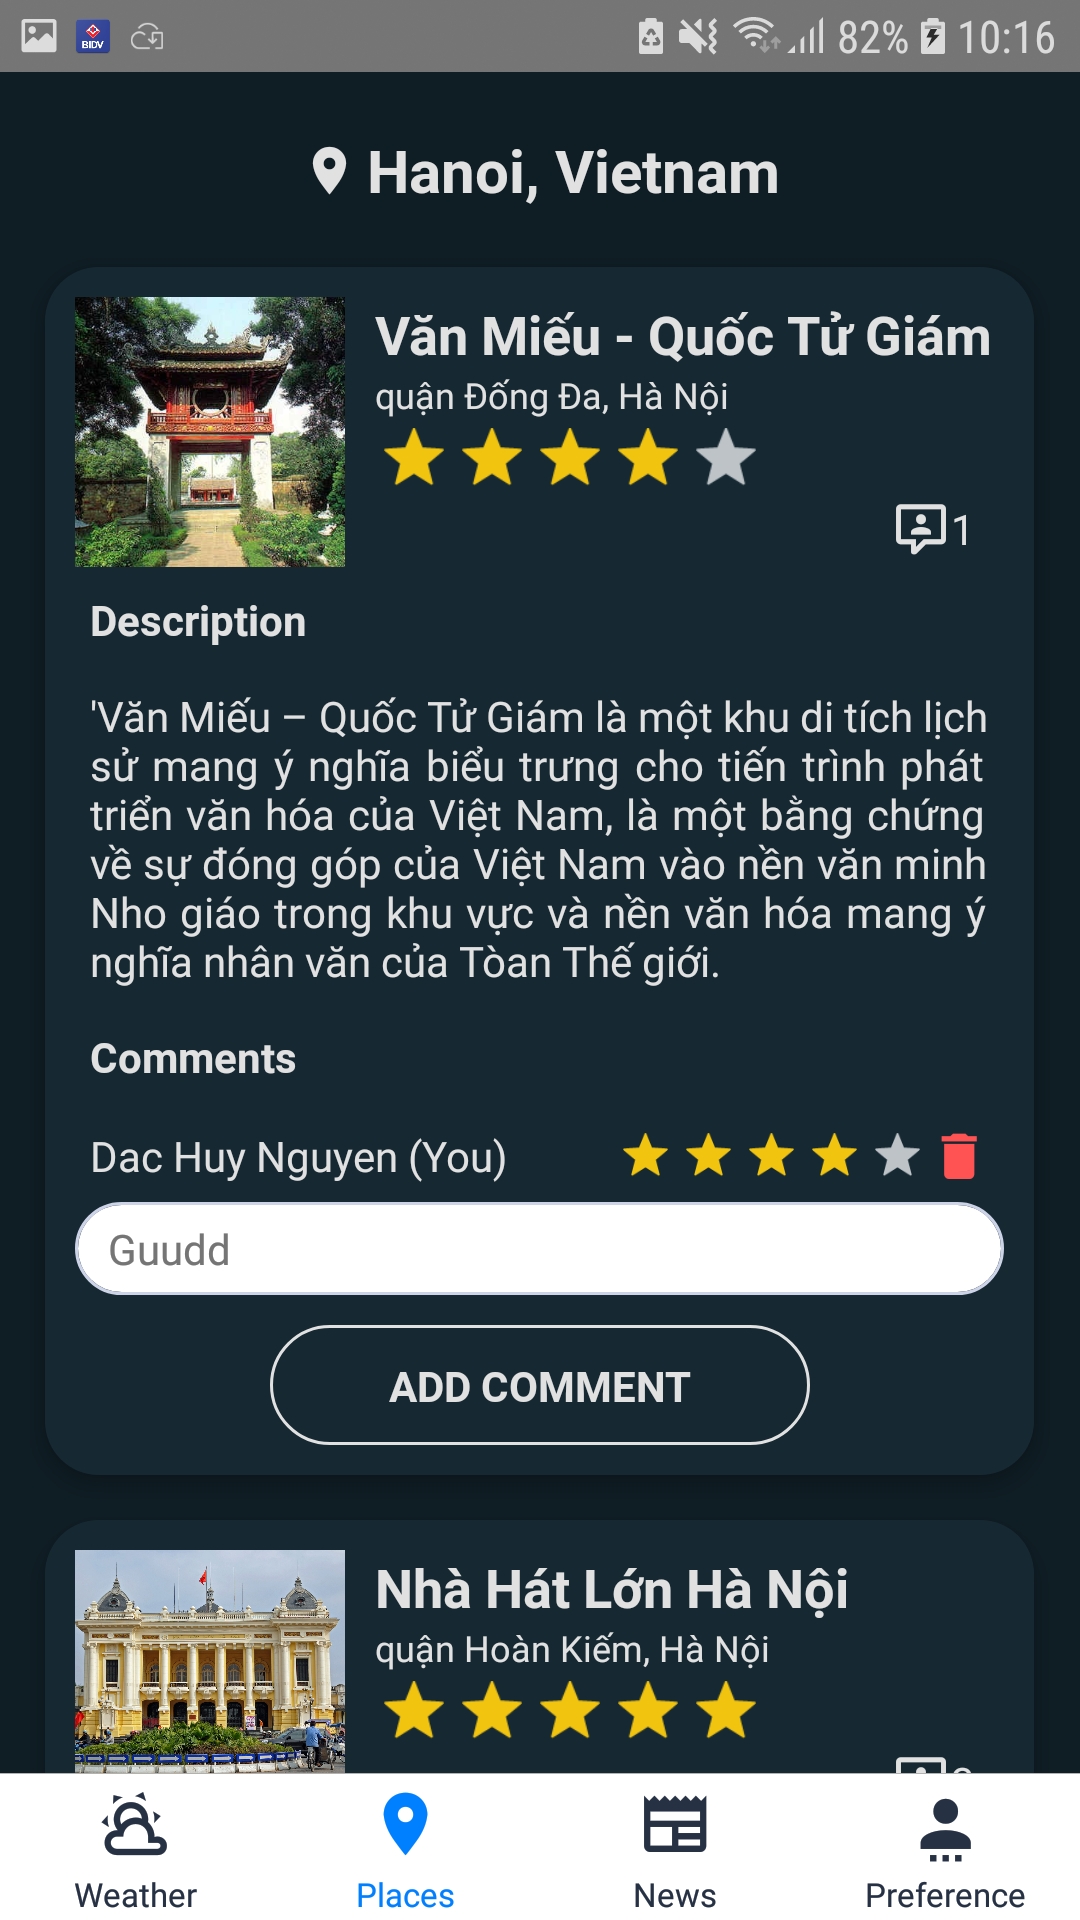 BIDV
82% 10:16
Hanoi, Vietnam
Văn Miếu - Quốc Tử Giám
quận Đống Đa, Hà Nội
1
Description
'Văn Miếu – Quốc Tử Giám là một khu di tích lịch
sử mang ý nghĩa biểu trưng cho tiến trình phát
triển văn hóa của Việt Nam, là một bằng chứng
về sự đóng góp của Việt Nam vào nền văn minh
Nho giáo trong khu vực và nền văn hóa mang ý
nghĩa nhân văn của Tòan Thế giới.
Comments
Dac Huy Nguyen (You)
Guudd
ADD COMMENT
Nhà Hát Lớn Hà Nội
quận Hoàn Kiếm, Hà Nội
Weather Places News Preference